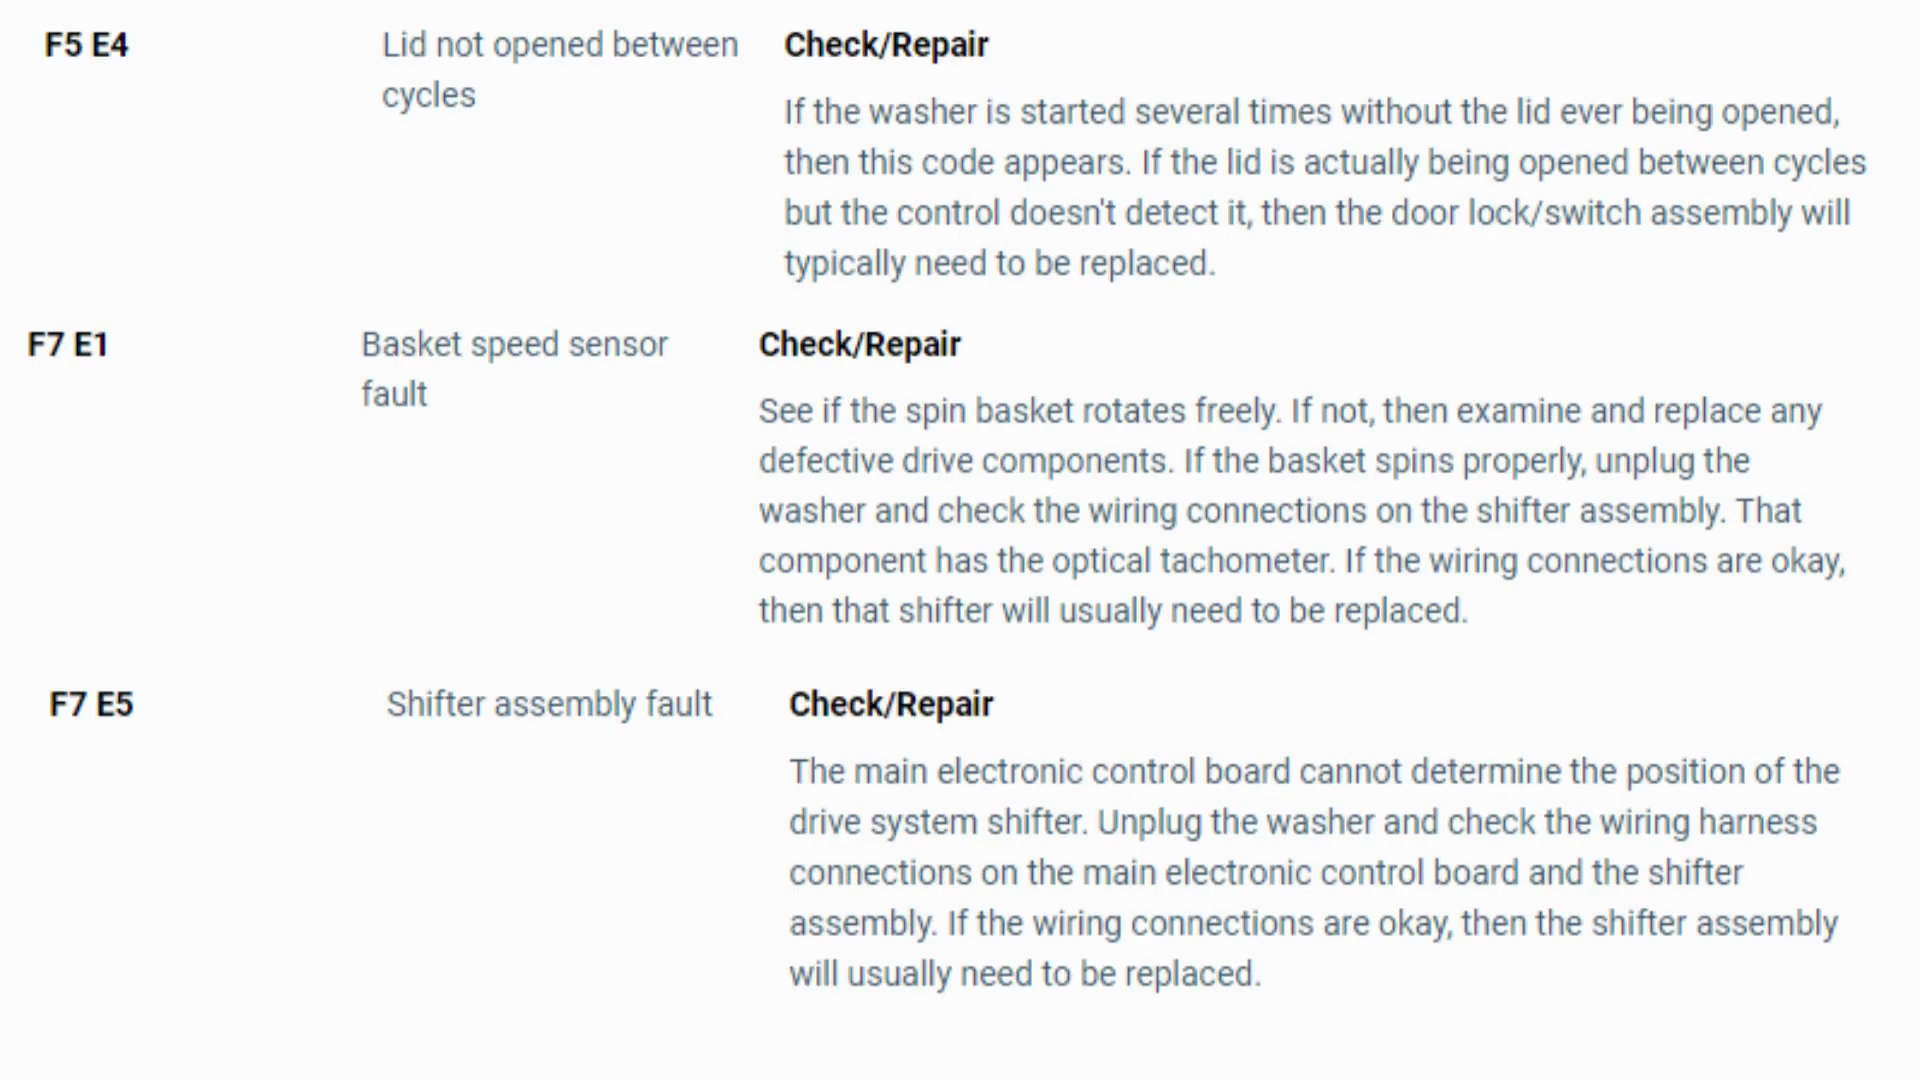 F5 E4 Lid not opened between Check/Repair
cycles
If the washer is started several times without the lid ever being opened,
then this code appears. If the lid is actually being opened between cycles
but the control doesn't detect it, then the door lock/switch assembly will
typically need to be replaced.
F7 E1 Basket speed sensor Check/Repair
fault
See if the spin basket rotates freely. If not, then examine and replace any
defective drive components. If the basket spins properly, unplug the
washer and check the wiring connections on the shifter assembly. That
component has the optical tachometer. If the wiring connections are okay,
then that shifter will usually need to be replaced.
F7 E5 Shifter assembly fault Check/Repair
The main electronic control board cannot determine the position of the
drive system shifter. Unplug the washer and check the wiring harness
connections on the main electronic control board and the shifter
assembly. If the wiring connections are okay, then the shifter assembly
will usually need to be replaced.